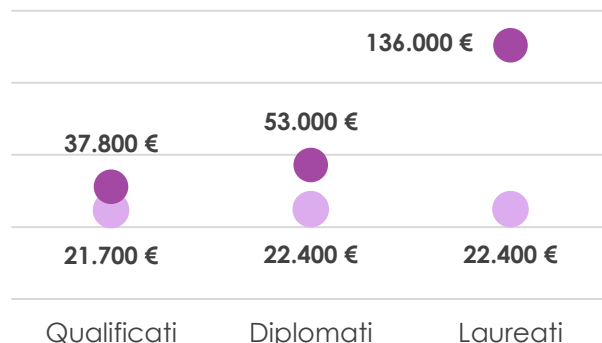 136.000 €
53.000 €
37.800 €
21.700 €
22.400 €
22.400 €
Qualificati
Diplomati
Laureati